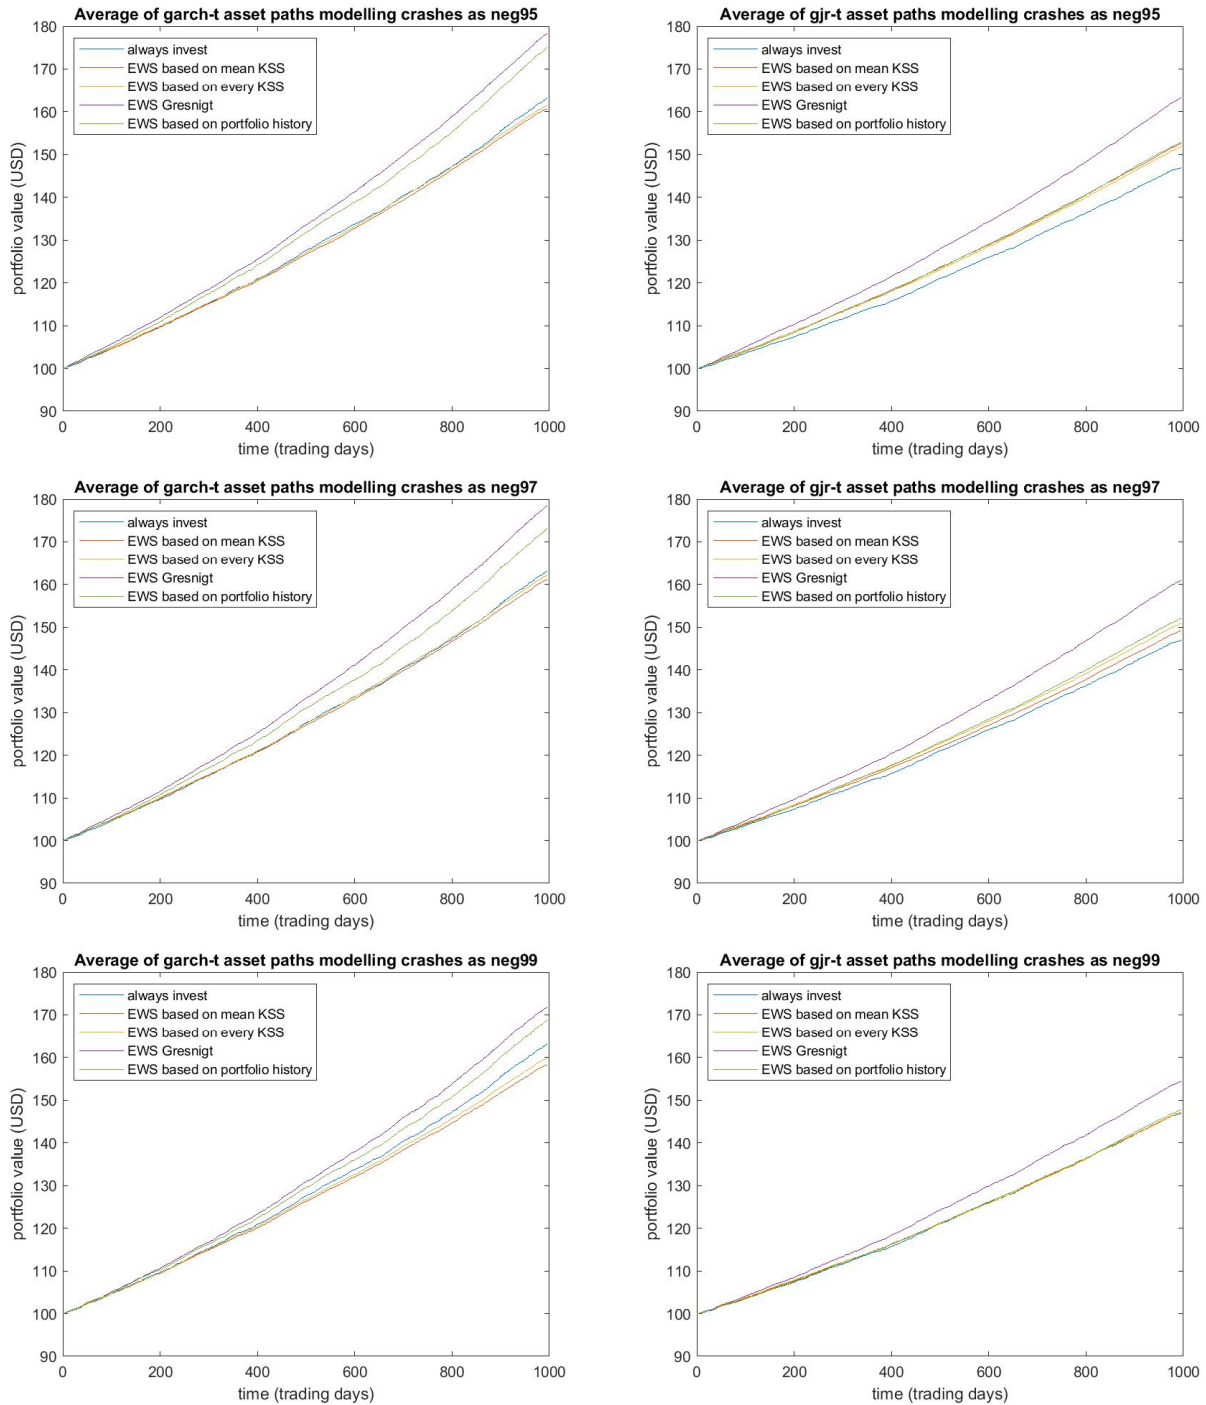 Average of garch-t asset paths modelling crashes as neg95
180
170
160
150
140
130
120
110
100
90
portfolio value (USD)
always invest
EWS based on mean KSS
EWS based on every KSS
EWS Gresnigt
EWS based on portfolio history
0 200 400 600 800 1000
time (trading days)
Average of gjr-t asset paths modelling crashes as neg95
180
170
160
150
140
130
120
110
100
90
portfolio value (USD)
always invest
EWS based on mean KSS
EWS based on every KSS
EWS Gresnigt
EWS based on portfolio history
0 200 400 600 800 1000
time (trading days)
Average of garch-t asset paths modelling crashes as neg97
180
170
160
150
140
130
120
110
100
90
portfolio value (USD)
always invest
EWS based on mean KSS
EWS based on every KSS
EWS Gresnigt
EWS based on portfolio history
0 200 400 600 800 1000
time (trading days)
Average of gjr-t asset paths modelling crashes as neg97
180
170
160
150
140
130
120
110
100
90
portfolio value (USD)
always invest
EWS based on mean KSS
EWS based on every KSS
EWS Gresnigt
EWS based on portfolio history
0 200 400 600 800 1000
time (trading days)
Average of garch-t asset paths modelling crashes as neg99
180
170
160
150
140
130
120
110
100
90
portfolio value (USD)
always invest
EWS based on mean KSS
EWS based on every KSS
EWS Gresnigt
EWS based on portfolio history
0 200 400 600 800 1000
time (trading days)
Average of gjr-t asset paths modelling crashes as neg99
180
170
160
150
140
130
120
110
100
90
portfolio value (USD)
always invest
EWS based on mean KSS
EWS based on every KSS
EWS Gresnigt
EWS based on portfolio history
0 200 400 600 800 1000
time (trading days)